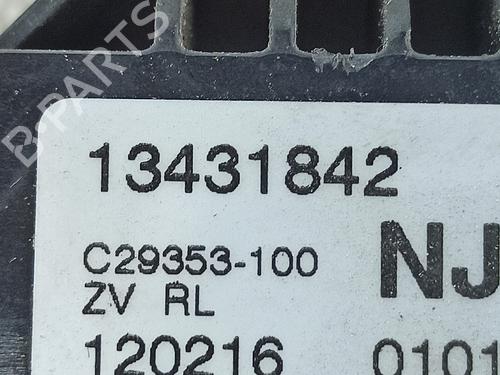 13431842
C29353-100 NJ
ZV RL
120216 0101
B-PARTS